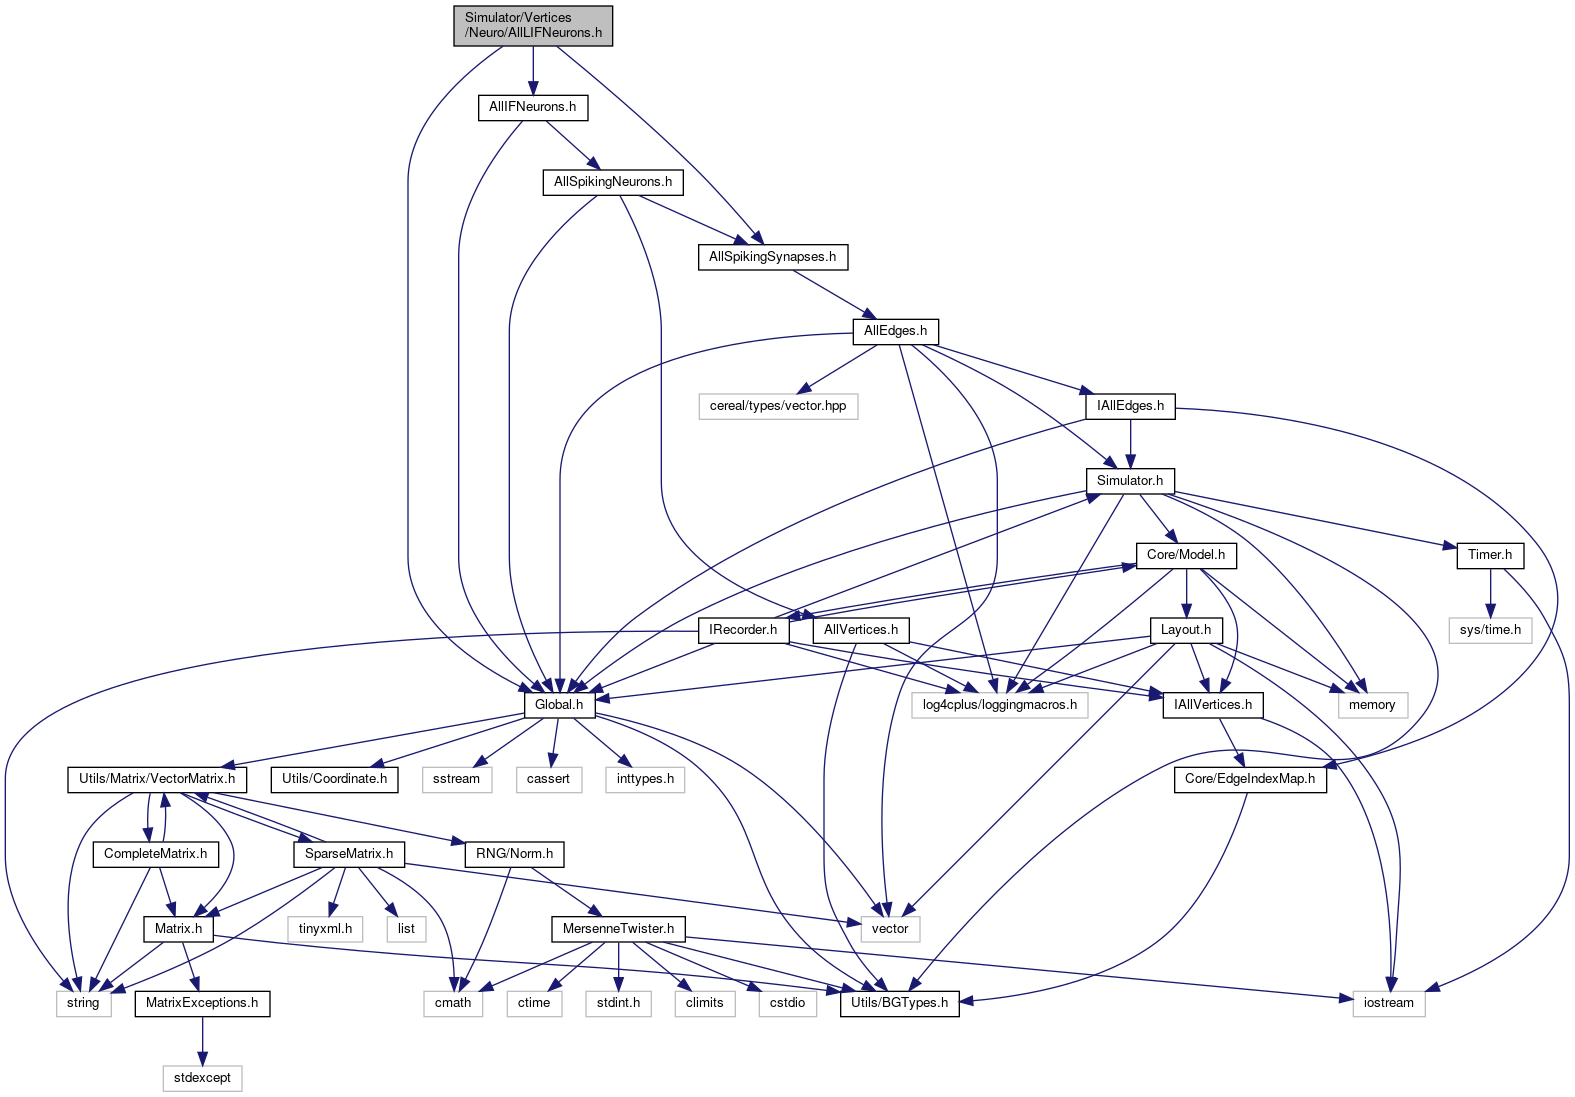 Simulator/Vertices
/Neuro/AllLIFNeurons.h
AllIFNeurons.h
AllSpikingNeurons.h
AllSpikingSynapses.h
AllEdges.h
cereal/types/vector.hpp
IAllEdges.h
Simulator.h
Core/Model.h
Timer.h
IRecorder.h
AllVertices.h
Layout.h
sys/time.h
Global.h
log4cplus/loggingmacros.h
IAllVertices.h
memory
Utils/Matrix/VectorMatrix.h
Utils/Coordinate.h
sstream
cassert
inttypes.h
Core/EdgeIndexMap.h
CompleteMatrix.h
SparseMatrix.h
RNG/Norm.h
Matrix.h
tinyxml.h
list
MersenneTwister.h
vector
string
MatrixExceptions.h
cmath
ctime
stdint.h
climits
cstdio
Utils/BGTypes.h
iostream
stdexcept